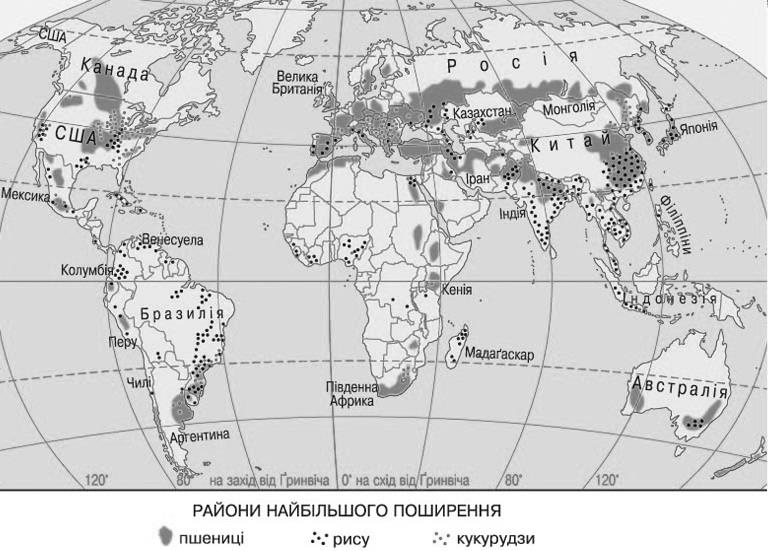 США
Канада
Росія
Велика
Британія
Казахстан
Монголія
США
Китай
Японія
Іран
Мексика
Індія
Філіппіни
Венесуела
Колумбія
Кенія
Індонезія
Бразилія
Перу
Мадаґаскар
Чилі
Південна
Африка
Австралія
Аргентина
120° 80° на захід від Ґринвіча 0° на схід від Ґринвіча 80° 120°
РАЙОНИ НАЙБІЛЬШОГО ПОШИРЕННЯ
пшениці рису кукурудзи